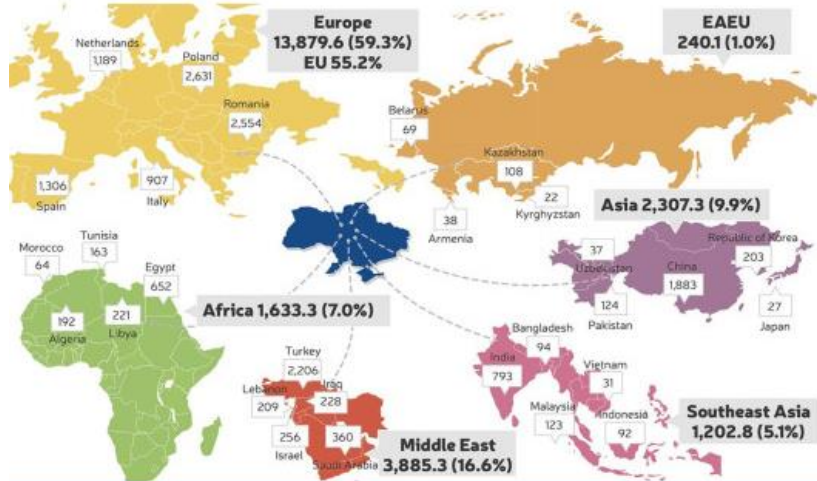 Europe
13,879.6 (59.3%)
EU 55.2%
Netherlands
1,189
Poland
2,631
Romania
2,554
1,306
Spain
907
Italy
EAEU
240.1 (1.0%)
Belarus
69
Kazakhstan
108
22
Kyrghyzstan
38
Armenia
Asia 2,307.3 (9.9%)
37
Uzbekistan
Republic of Korea
203
China
1,883
124
Pakistan
27
Japan
Tunisia
163
Morocco
64
Egypt
652
192
Algeria
221
Libya
Africa 1,633.3 (7.0%)
Turkey
2,206
Lebanon
209
Iraq
228
256
Israel
360
Saudi Arabia
Middle East
3,885.3 (16.6%)
Bangladesh
94
India
793
Vietnam
31
Malaysia
123
Indonesia
92
Southeast Asia
1,202.8 (5.1%)